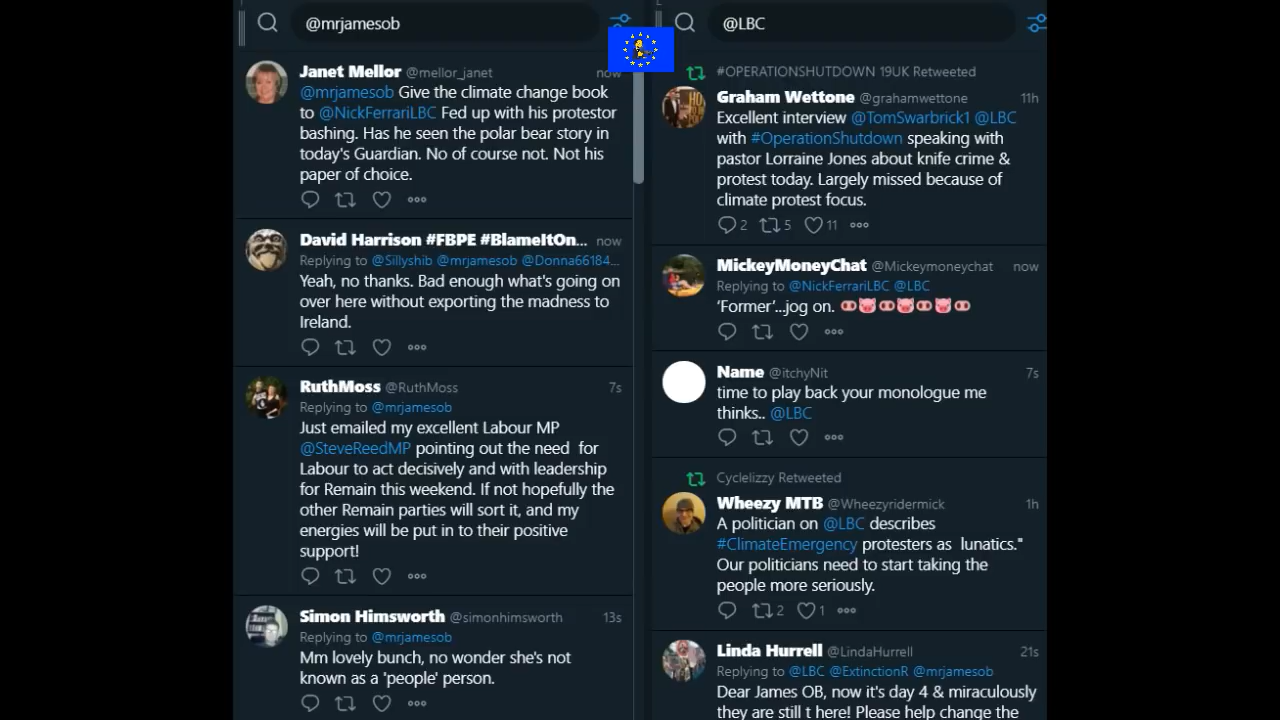 @mrjamesob
Janet Mellor @mellor_janet now
@mrjamesob Give the climate change book
to @NickFerrariLBC Fed up with his protestor
bashing. Has he seen the polar bear story in
today's Guardian. No of course not. Not his
paper of choice.
David Harrison #FBPE #BlameItOn... now
Replying to @Sillyshib @mrjamesob @Donna66184...
Yeah, no thanks. Bad enough what's going on
over here without exporting the madness to
Ireland.
RuthMoss @RuthMoss 7s
Replying to @mrjamesob
Just emailed my excellent Labour MP
@SteveReedMP pointing out the need for
Labour to act decisively and with leadership
for Remain this weekend. If not hopefully the
other Remain parties will sort it, and my
energies will be put in to their positive
support!
Simon Himsworth @simonhimsworth 13s
Replying to @mrjamesob
Mm lovely bunch, no wonder she's not
known as a 'people' person.
@LBC
#OPERATIONSHUTDOWN 19UK Retweeted
Graham Wettone @grahamwettone 11h
Excellent interview @TomSwarbrick1 @LBC
with #OperationShutdown speaking with
pastor Lorraine Jones about knife crime &
protest today. Largely missed because of
climate protest focus.
2 5 11
MickeyMoneyChat @Mickeymoneychat now
Replying to @NickFerrariLBC @LBC
'Former'...jog on.
Name @itchyNit 7s
time to play back your monologue me
thinks.. @LBC
Cyclelizzy Retweeted
Wheezy MTB @Wheezyridermick 1h
A politician on @LBC describes
#ClimateEmergency protesters as lunatics."
Our politicians need to start taking the
people more seriously.
2 1
Linda Hurrell @LindaHurrell 21s
Replying to @LBC @ExtinctionR @mrjamesob
Dear James OB, now it's day 4 & miraculously
they are still t here! Please help change the